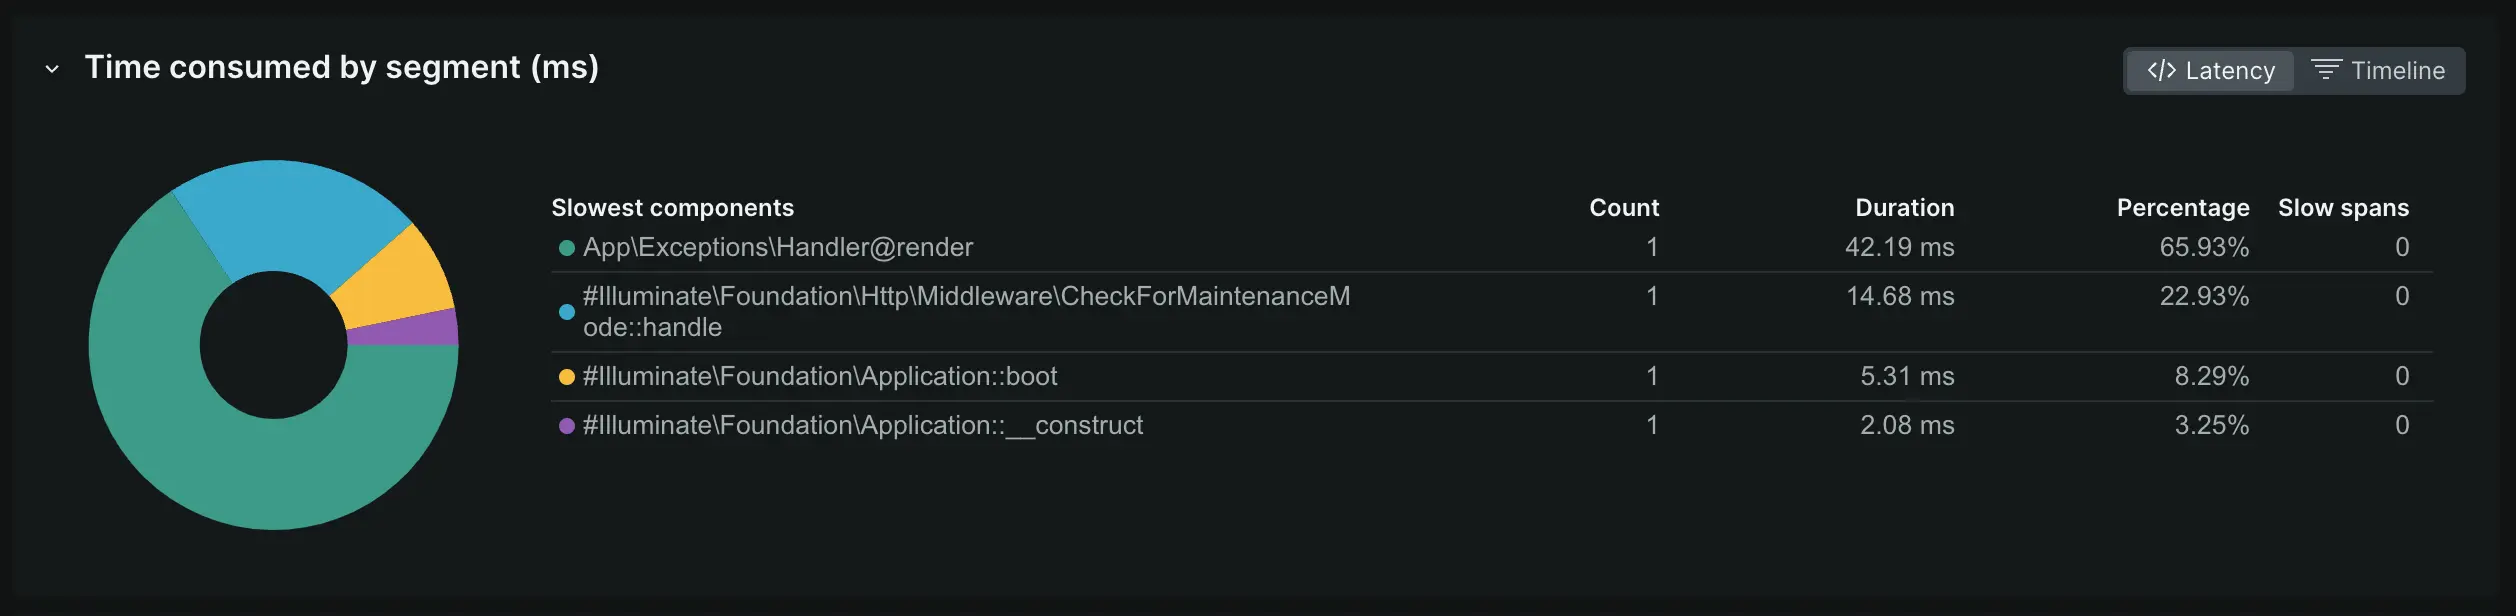 Time consumed by segment (ms)
</> Latency
Timeline
Slowest components Count Duration Percentage Slow spans
App\Exceptions\Handler@render 1 42.19 ms 65.93% 0
#Illuminate\Foundation\Http\Middleware\CheckForMaintenanceM 1 14.68 ms 22.93% 0
ode::handle
#Illuminate\Foundation\Application::boot 1 5.31 ms 8.29% 0
#Illuminate\Foundation\Application::__construct 1 2.08 ms 3.25% 0